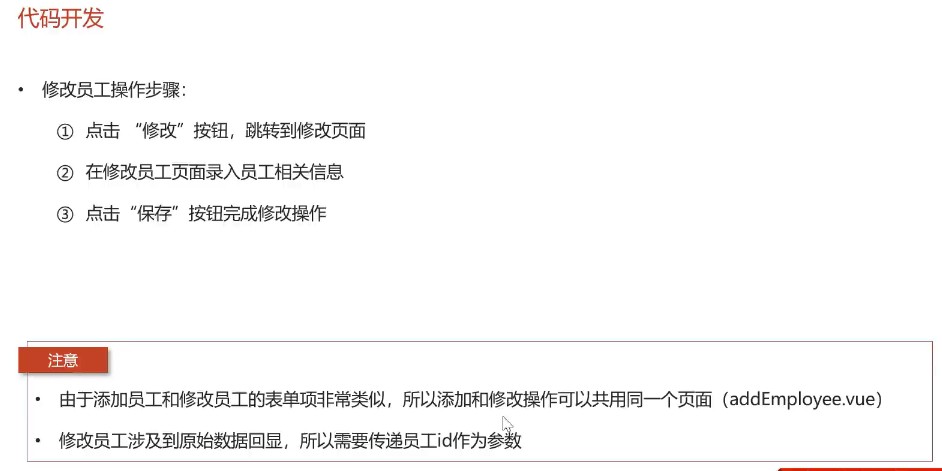 代码开发
• 修改员工操作步骤：
① 点击 “修改” 按钮，跳转到修改页面
② 在修改员工页面录入员工相关信息
③ 点击“保存”按钮完成修改操作
注意
• 由于添加员工和修改员工的表单项非常类似，所以添加和修改操作可以共用同一个页面（addEmployee.vue）
• 修改员工涉及到原始数据回显，所以需要传递员工id作为参数